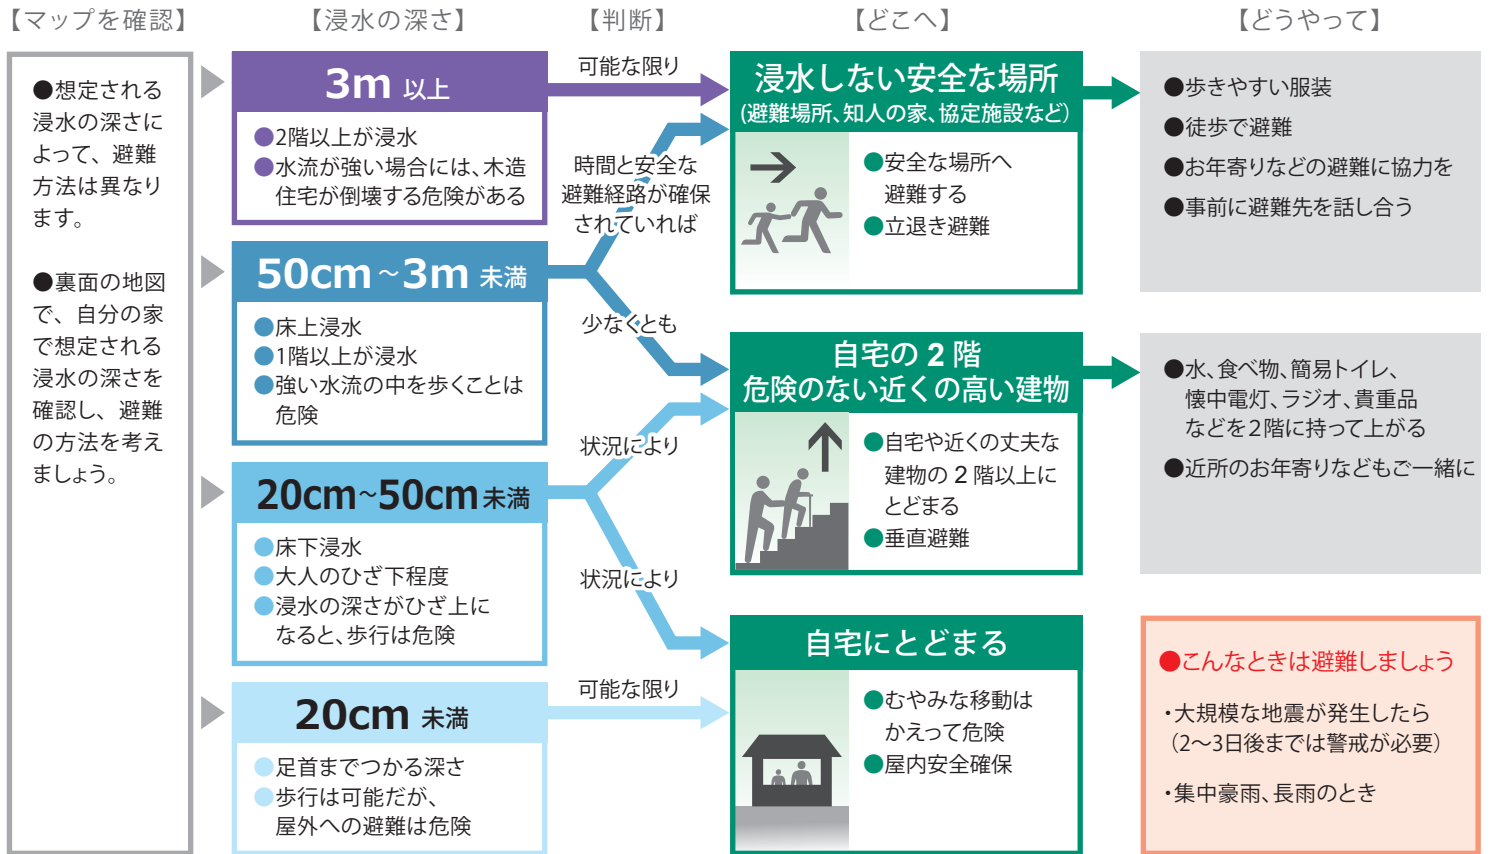 【マップを確認】
【浸水の深さ】
【判断】
【どこへ】
【どうやって】
●想定される
浸水の深さに
よって、避難
方法は異なり
ます。
●裏面の地図
で、自分の家
で想定される
浸水の深さを
確認し、避難
の方法を考え
ましょう。
3m 以上
●2階以上が浸水
●水流が強い場合には、木造
住宅が倒壊する危険がある
50cm～3m 未満
●床上浸水
●1階以上が浸水
●強い水流の中を歩くことは
危険
20cm～50cm未満
●床下浸水
●大人のひざ下程度
●浸水の深さがひざ上に
なると、歩行は危険
20cm 未満
●足首までつかる深さ
●歩行は可能だが、
屋外への避難は危険
可能な限り
時間と安全な
避難経路が確保
されていれば
少なくとも
状況により
状況により
可能な限り
浸水しない安全な場所
(避難場所、知人の家、協定施設など)
●安全な場所へ
避難する
●立退き避難
自宅の 2 階
危険のない近くの高い建物
●自宅や近くの丈夫な
建物の 2 階以上に
とどまる
●垂直避難
自宅にとどまる
●むやみな移動は
かえって危険
●屋内安全確保
●歩きやすい服装
●徒歩で避難
●お年寄りなどの避難に協力を
●事前に避難先を話し合う
●水、食べ物、簡易トイレ、
懐中電灯、ラジオ、貴重品
などを2階に持って上がる
●近所のお年寄りなどもご一緒に
●こんなときは避難しましょう
・大規模な地震が発生したら
（2～3日後までは警戒が必要）
・集中豪雨、長雨のとき